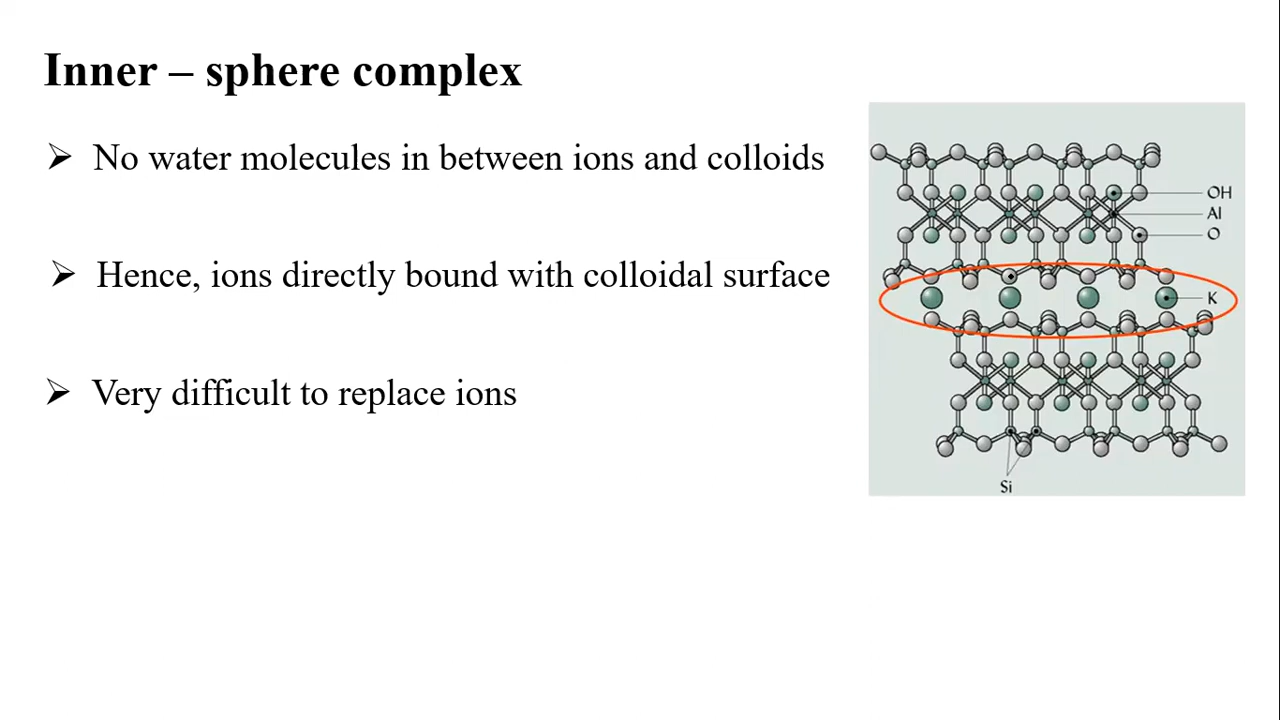 Inner – sphere complex
➢ No water molecules in between ions and colloids
➢ Hence, ions directly bound with colloidal surface
➢ Very difficult to replace ions
OH
Al
O
K
Si